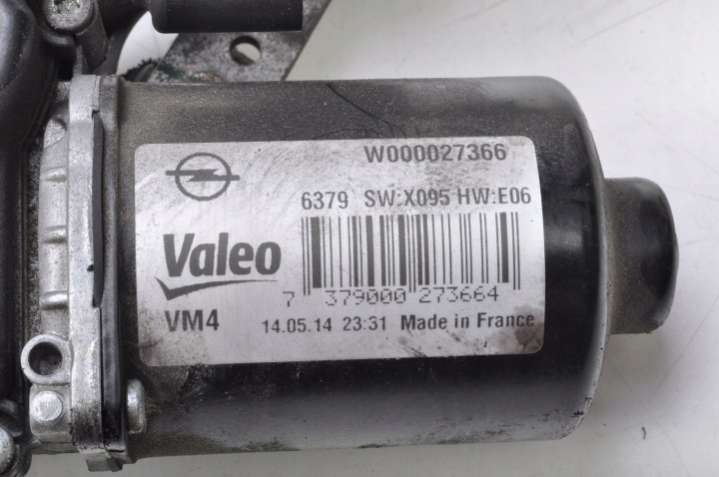 W000027366
6379 SW:X095 HW:E06
Valeo
7 379000 273664
VM4 14.05.14 23:31 Made in France